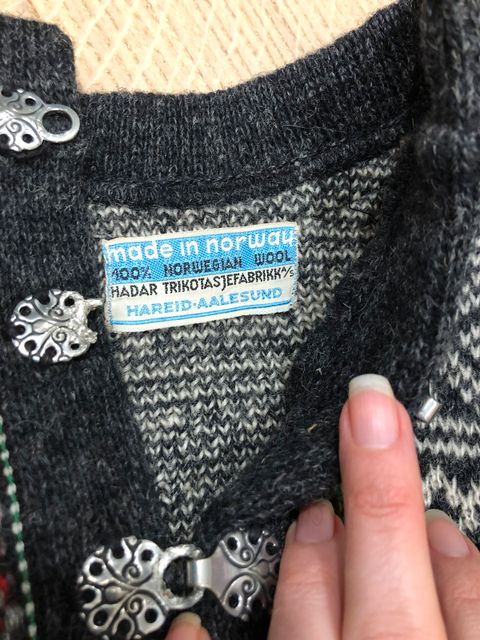 made in norway
100% NORWEGIAN WOOL
HADAR TRIKOTASJEFABRIKK A/S
HAREID-AALESUND